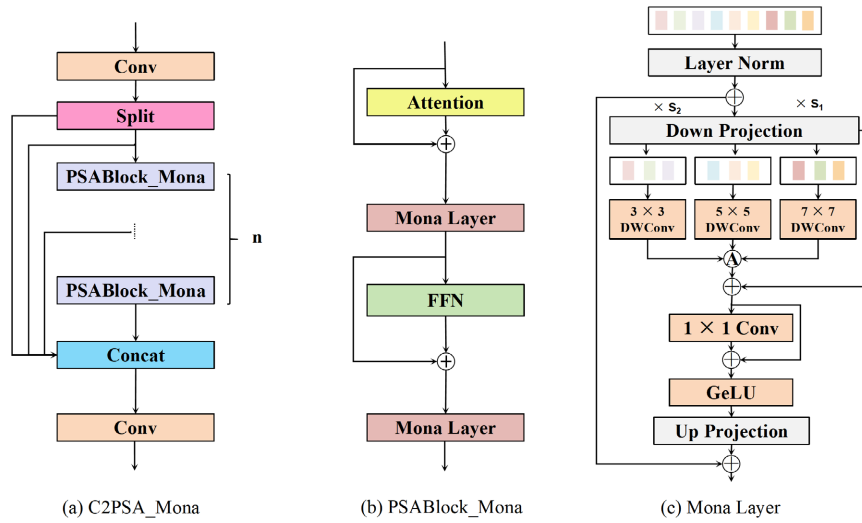 Conv
Split
PSABlock_Mona
n
PSABlock_Mona
Concat
Conv
(a) C2PSA_Mona
Attention
+
Mona Layer
FFN
+
Mona Layer
(b) PSABlock_Mona
Layer Norm
+
× S₂
× S₁
Down Projection
3 × 3
DWConv
5 × 5
DWConv
7 × 7
DWConv
A
+
1 × 1 Conv
+
GeLU
Up Projection
+
(c) Mona Layer